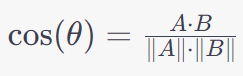 cos(θ) = A·B / ‖A‖·‖B‖